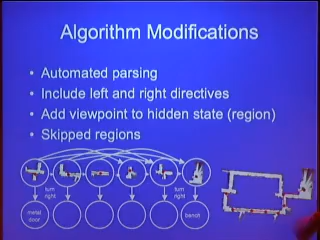 Algorithm Modifications
• Automated parsing
• Include left and right directives
• Add viewpoint to hidden state (region)
• Skipped regions
turn
right
turn
right
metal
door
bench